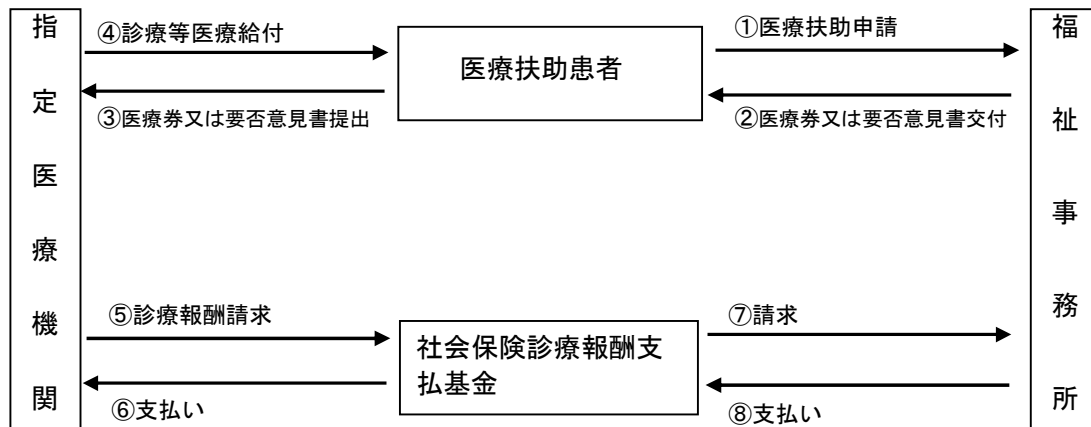 指定医療機関
④診療等医療給付
③医療券又は要否意見書提出
医療扶助患者
①医療扶助申請
②医療券又は要否意見書交付
福祉事務所
⑤診療報酬請求
⑥支払い
社会保険診療報酬支
払基金
⑦請求
⑧支払い